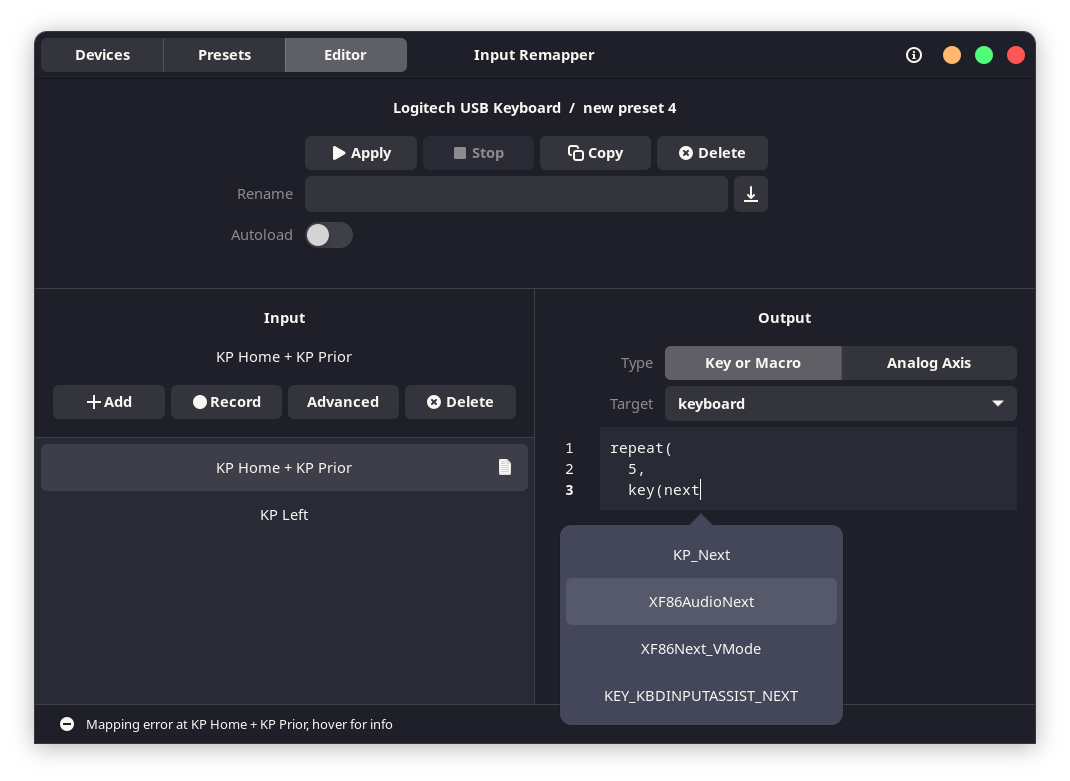 Devices Presets Editor Input Remapper
Logitech USB Keyboard / new preset 4
Apply Stop Copy Delete
Rename
Autoload
Input
KP Home + KP Prior
Add Record Advanced Delete
KP Home + KP Prior
KP Left
Output
Type Key or Macro Analog Axis
Target keyboard
1 repeat(
2 5,
3 key(next
KP_Next
XF86AudioNext
XF86Next_VMode
KEY_KBDINPUTASSIST_NEXT
Mapping error at KP Home + KP Prior, hover for info